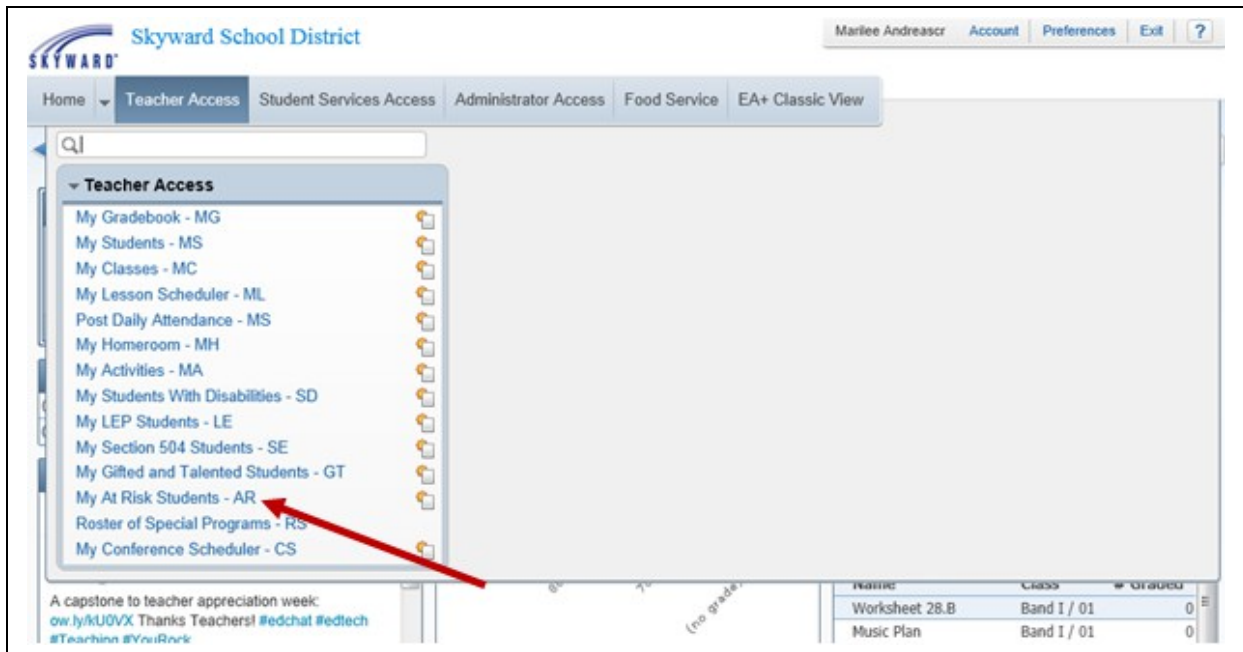 Skyward School District
Marilee Andreascr Account Preferences Exit ?
SKYWARD
Home Teacher Access Student Services Access Administrator Access Food Service EA+ Classic View
Teacher Access
My Gradebook - MG
My Students - MS
My Classes - MC
My Lesson Scheduler - ML
Post Daily Attendance - MS
My Homeroom - MH
My Activities - MA
My Students With Disabilities - SD
My LEP Students - LE
My Section 504 Students - SE
My Gifted and Talented Students - GT
My At Risk Students - AR
Roster of Special Programs - RS
My Conference Scheduler - CS
A capstone to teacher appreciation week:
ow.ly/kU0VX Thanks Teachers! #edchat #edtech
#Teaching #YouRock
(no grade)
Name Class # Graded
Worksheet 28.B Band I / 01 0
Music Plan Band I / 01 0